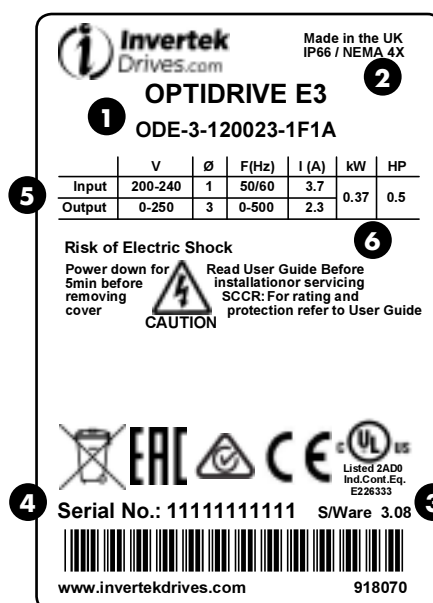 Invertek
Drives.com
Made in the UK
IP66 / NEMA 4X
2
OPTIDRIVE E3
1
ODE-3-120023-1F1A
V Ø F(Hz) I (A) kW HP
5 Input 200-240 1 50/60 3.7 0.37 0.5
Output 0-250 3 0-500 2.3
6
Risk of Electric Shock
Power down for
5min before
removing
cover
CAUTION
Read User Guide Before
installationor servicing
SCCR: For rating and
protection refer to User Guide
EAC
CE
c UL us
Listed 2AD0
Ind.Cont.Eq.
E226333
4 Serial No.: 11111111111 S/Ware 3.08 3
www.invertekdrives.com 918070